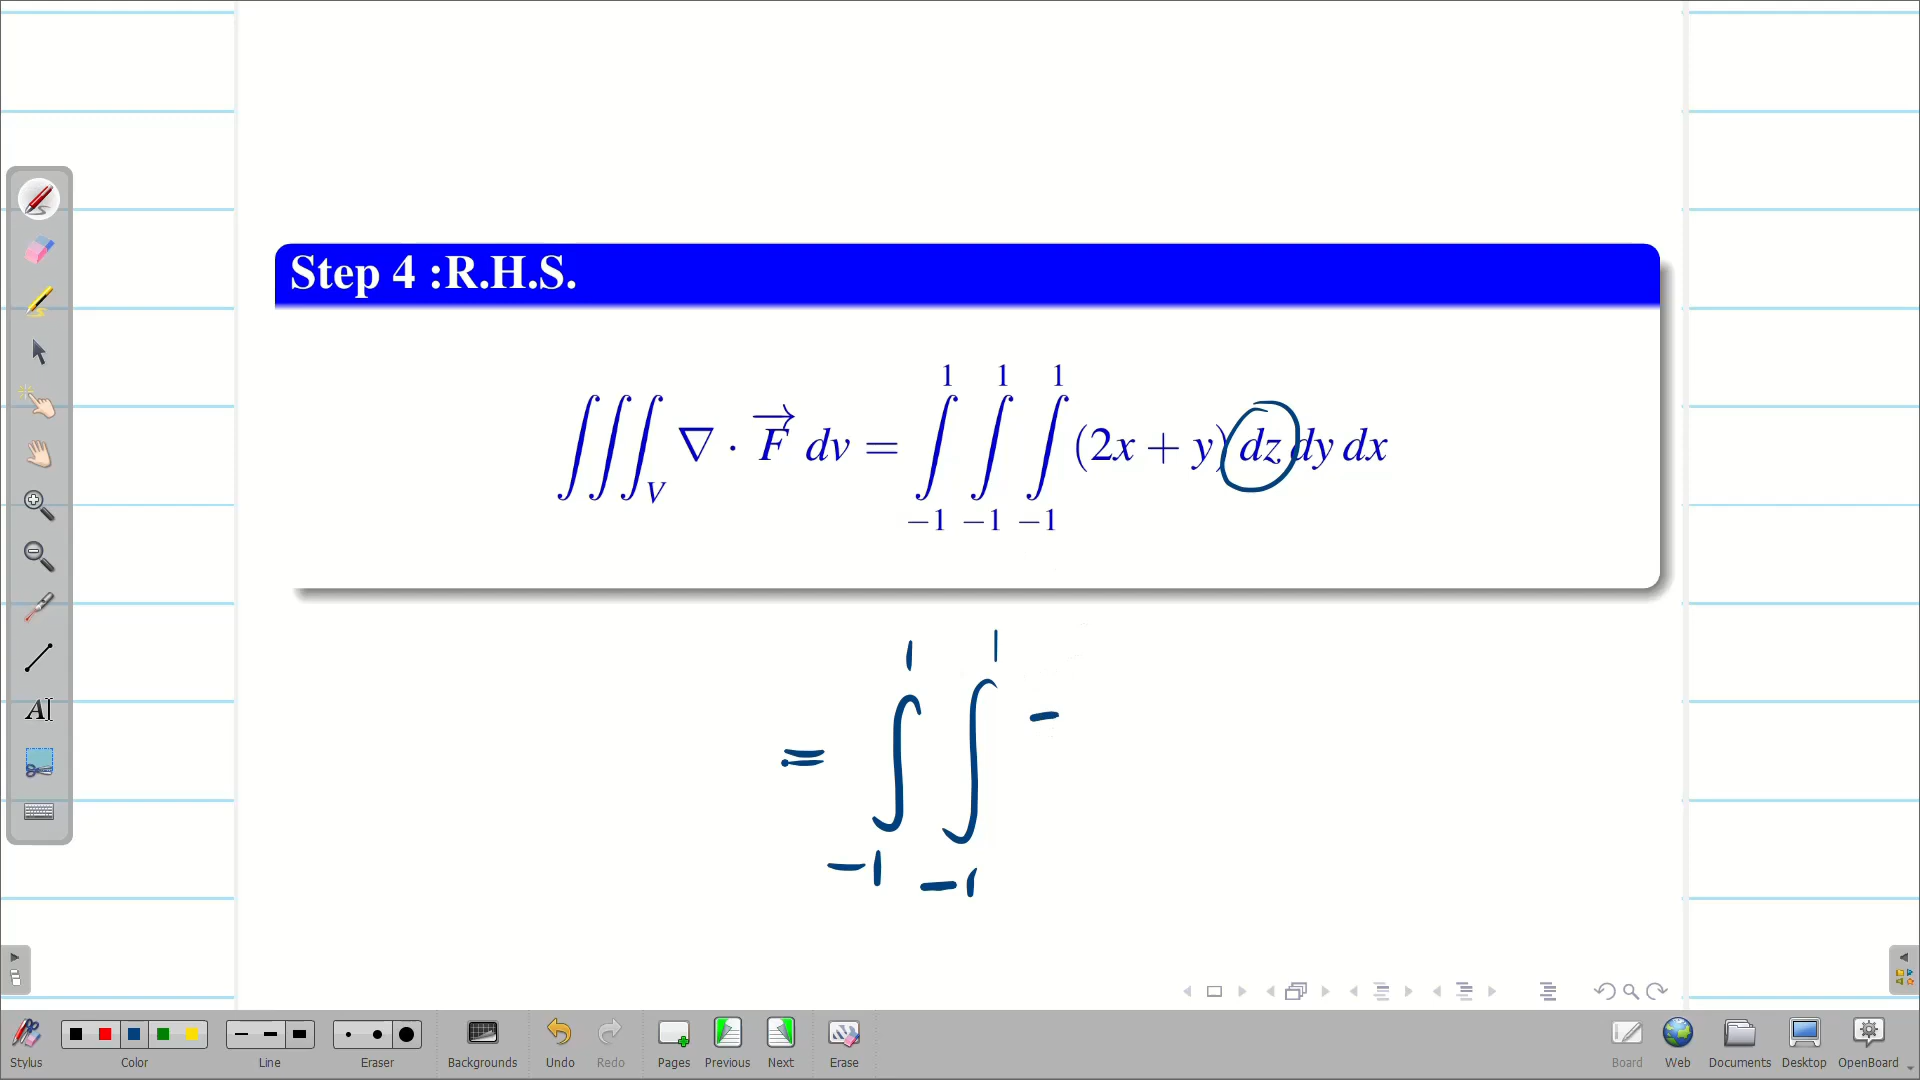 Step 4 :R.H.S.
∭_V ∇ · F⃗ dv = ∫_{−1}^{1} ∫_{−1}^{1} ∫_{−1}^{1} (2x + y) dz dy dx
= ∫_{−1}^{1} ∫_{−1}^{1} −
A
Stylus Color Line Eraser Backgrounds Undo Redo Pages Previous Next Erase Board Web Documents Desktop OpenBoard